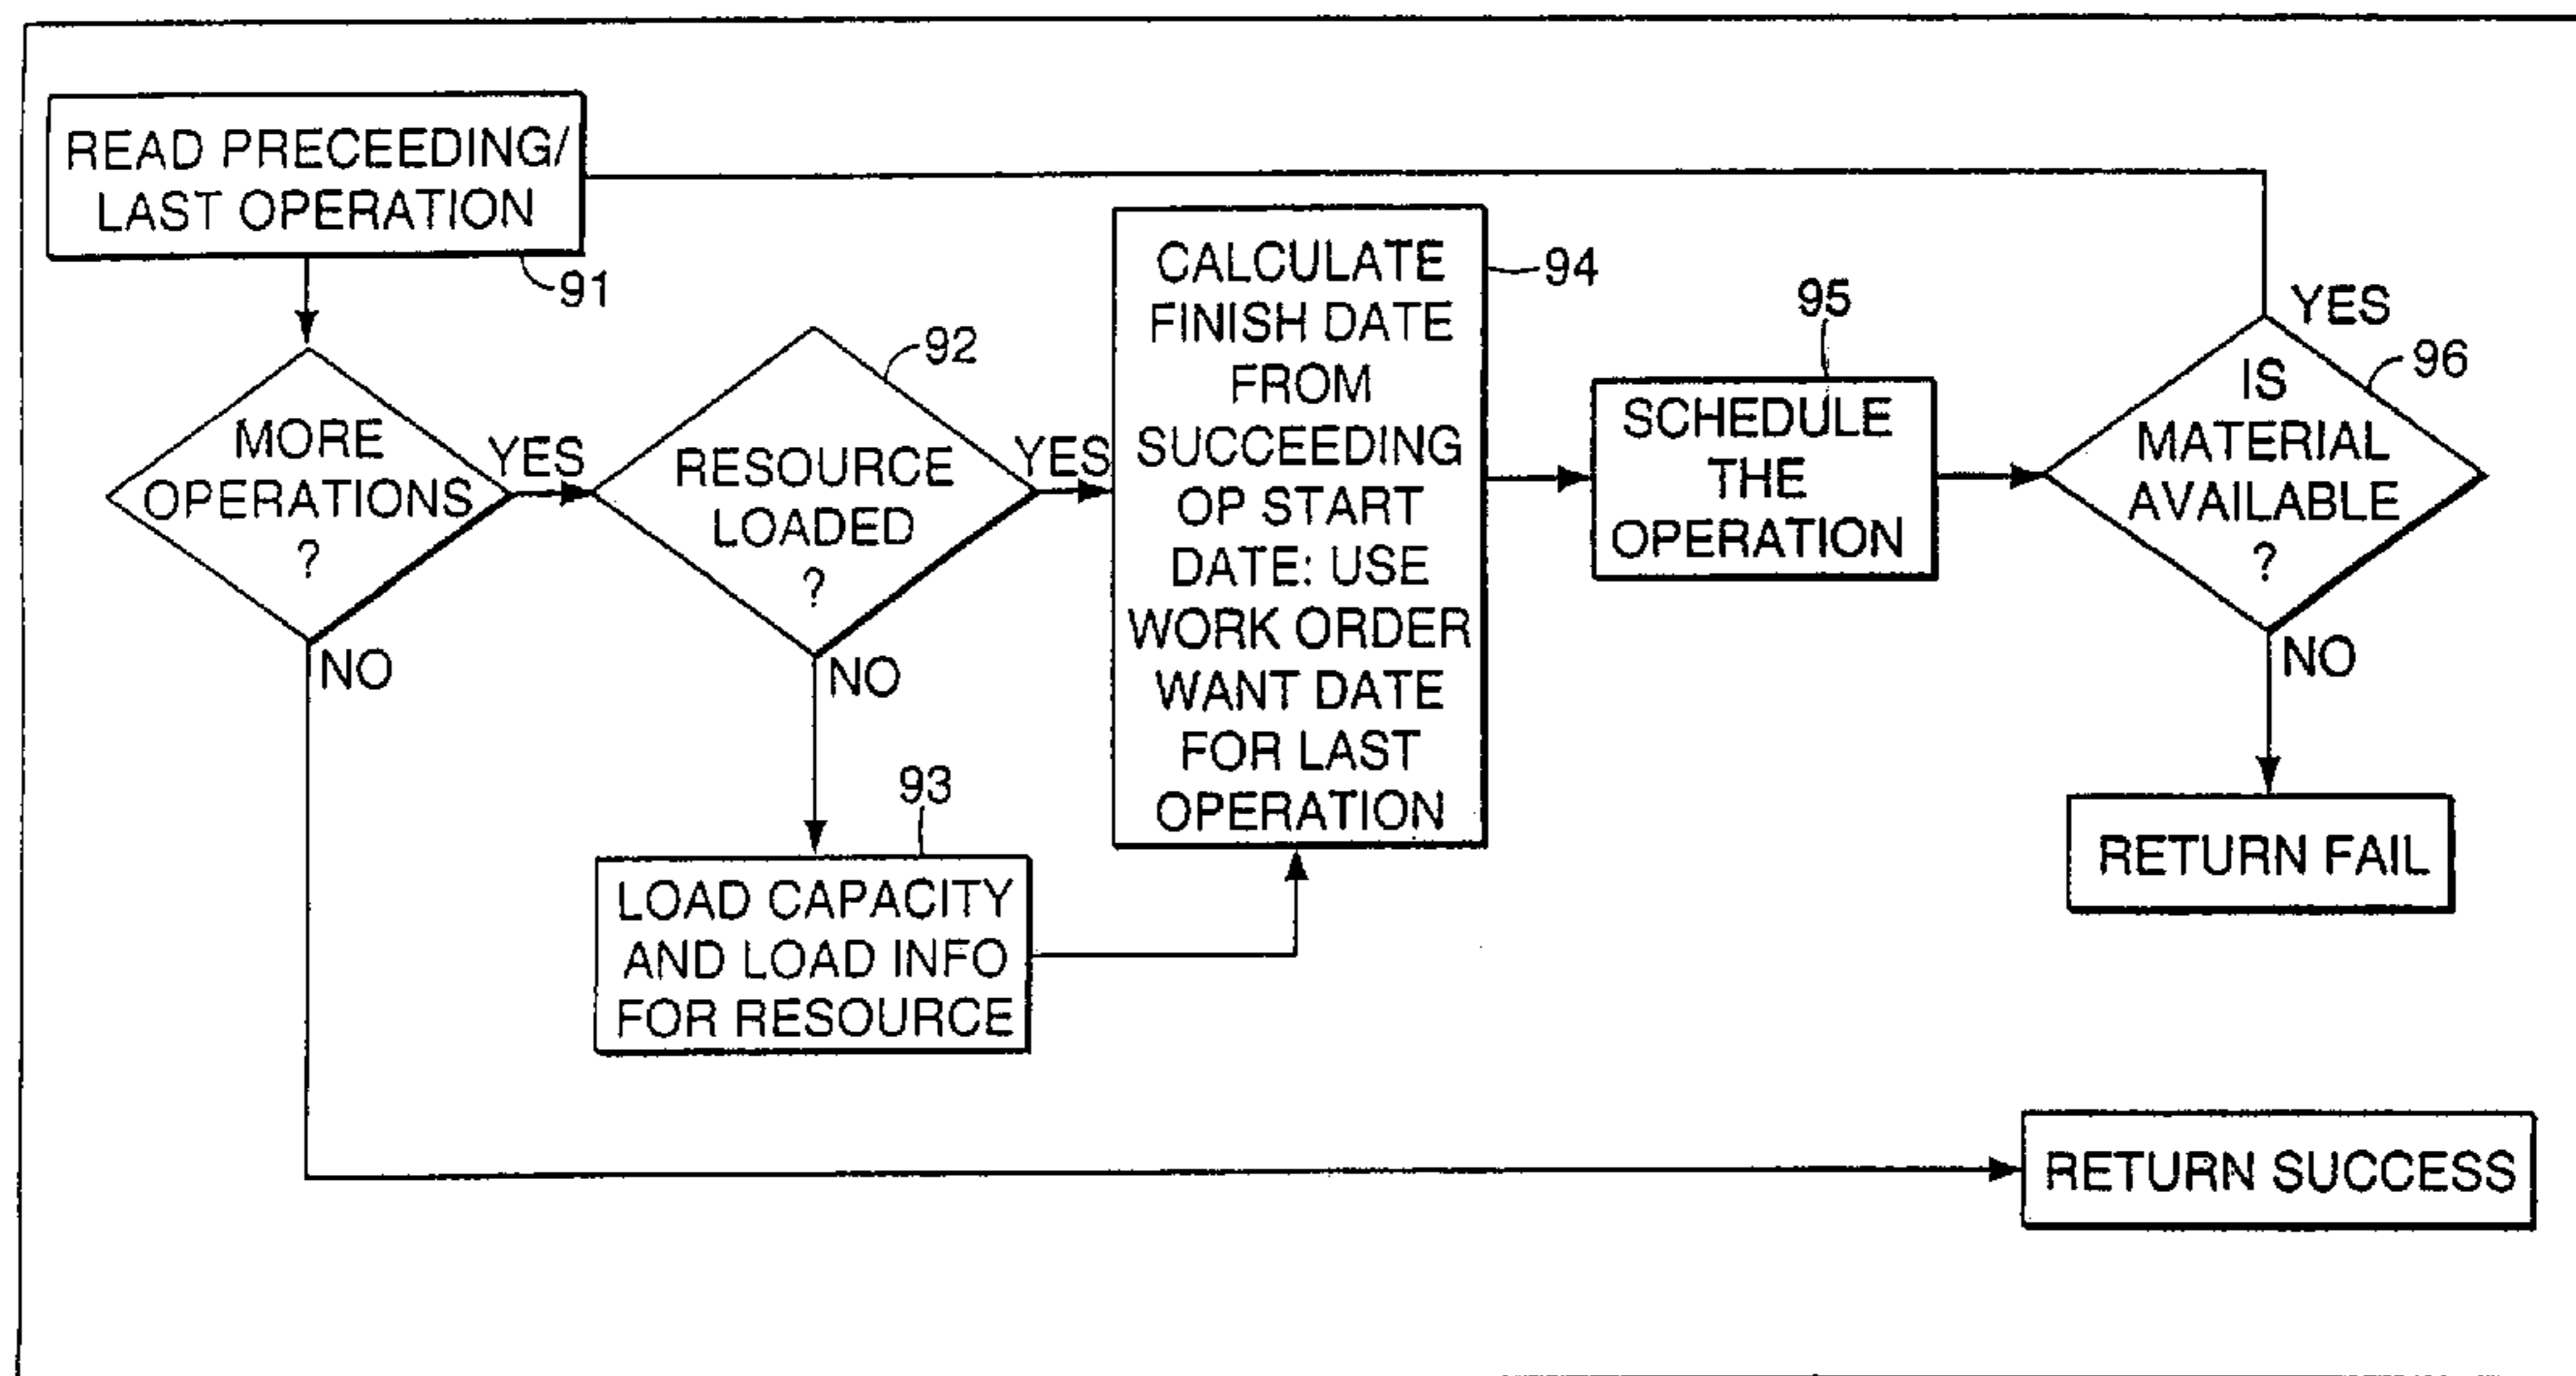 READ PRECEEDING/
LAST OPERATION
91
MORE
OPERATIONS
?
YES
NO
92
RESOURCE
LOADED
?
YES
NO
93
LOAD CAPACITY
AND LOAD INFO
FOR RESOURCE
CALCULATE
FINISH DATE
FROM
SUCCEEDING
OP START
DATE: USE
WORK ORDER
WANT DATE
FOR LAST
OPERATION
94
95
SCHEDULE
THE
OPERATION
96
IS
MATERIAL
AVAILABLE
?
YES
NO
RETURN FAIL
RETURN SUCCESS